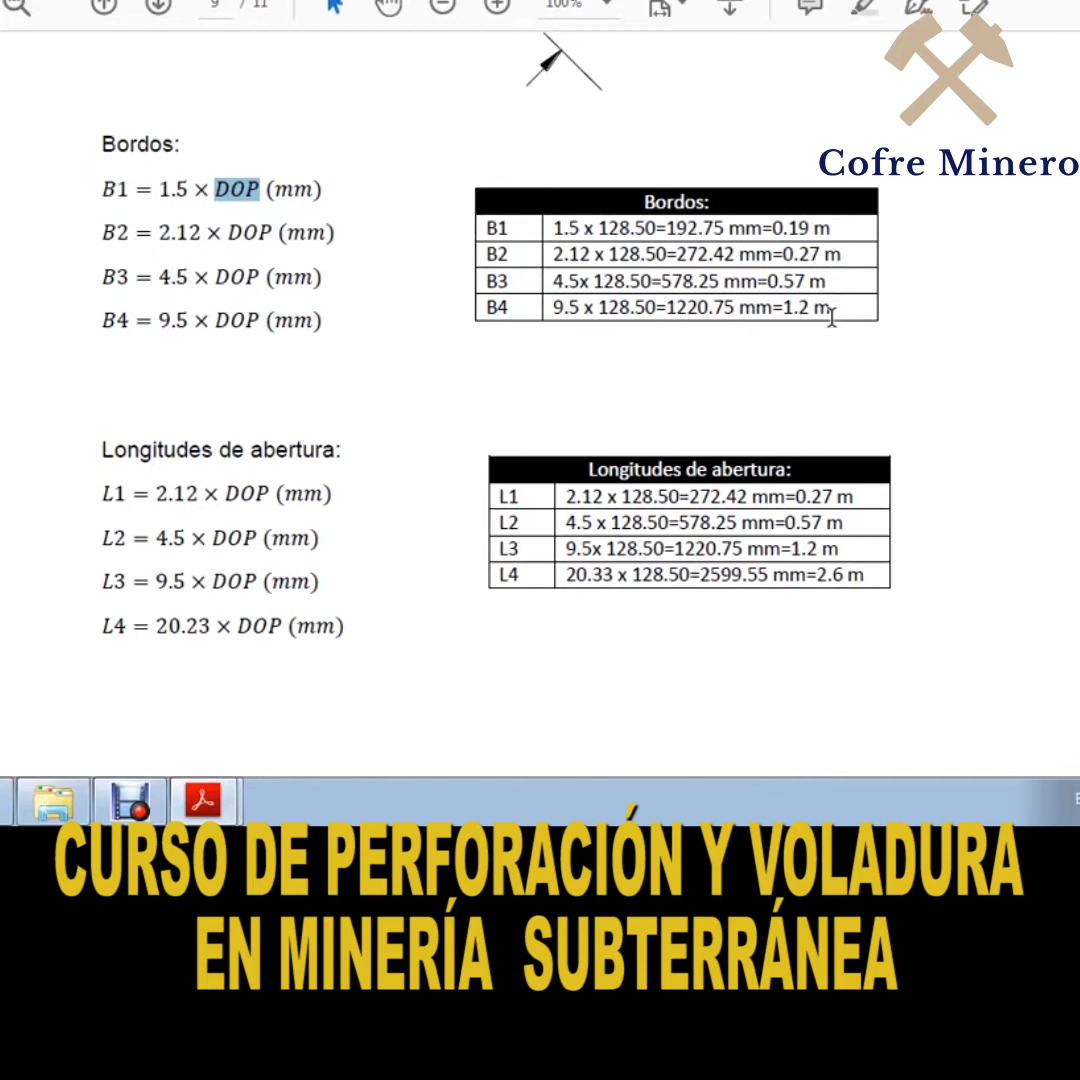 9 / 11
100%
Cofre Minero
Bordos:
B1 = 1.5 × DOP (mm)
B2 = 2.12 × DOP (mm)
B3 = 4.5 × DOP (mm)
B4 = 9.5 × DOP (mm)
Bordos:
B1 1.5 x 128.50=192.75 mm=0.19 m
B2 2.12 x 128.50=272.42 mm=0.27 m
B3 4.5x 128.50=578.25 mm=0.57 m
B4 9.5 x 128.50=1220.75 mm=1.2 m
Longitudes de abertura:
L1 = 2.12 × DOP (mm)
L2 = 4.5 × DOP (mm)
L3 = 9.5 × DOP (mm)
L4 = 20.23 × DOP (mm)
Longitudes de abertura:
L1 2.12 x 128.50=272.42 mm=0.27 m
L2 4.5 x 128.50=578.25 mm=0.57 m
L3 9.5x 128.50=1220.75 mm=1.2 m
L4 20.33 x 128.50=2599.55 mm=2.6 m
CURSO DE PERFORACIÓN Y VOLADURA
EN MINERÍA SUBTERRÁNEA